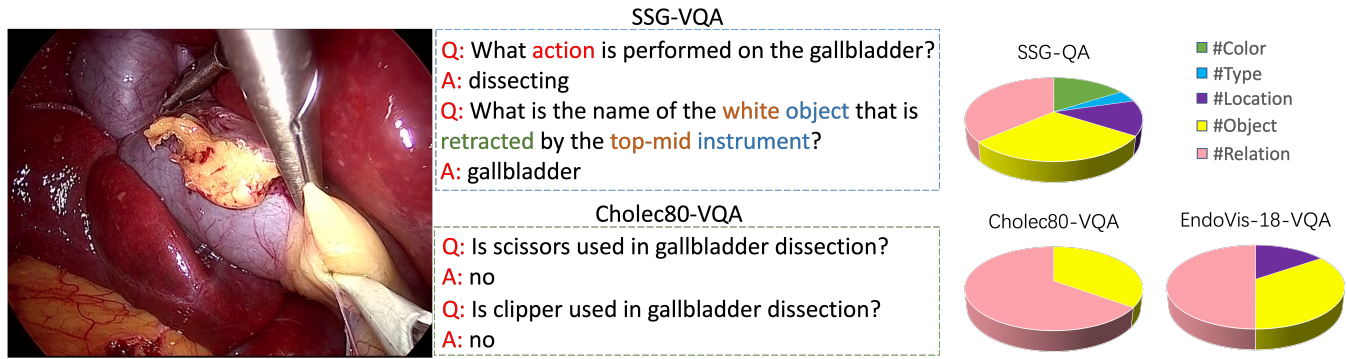 SSG-VQA
Q: What action is performed on the gallbladder?
A: dissecting
Q: What is the name of the white object that is
retracted by the top-mid instrument?
A: gallbladder
Cholec80-VQA
Q: Is scissors used in gallbladder dissection?
A: no
Q: Is clipper used in gallbladder dissection?
A: no
SSG-QA
#Color
#Type
#Location
#Object
#Relation
Cholec80-VQA
EndoVis-18-VQA